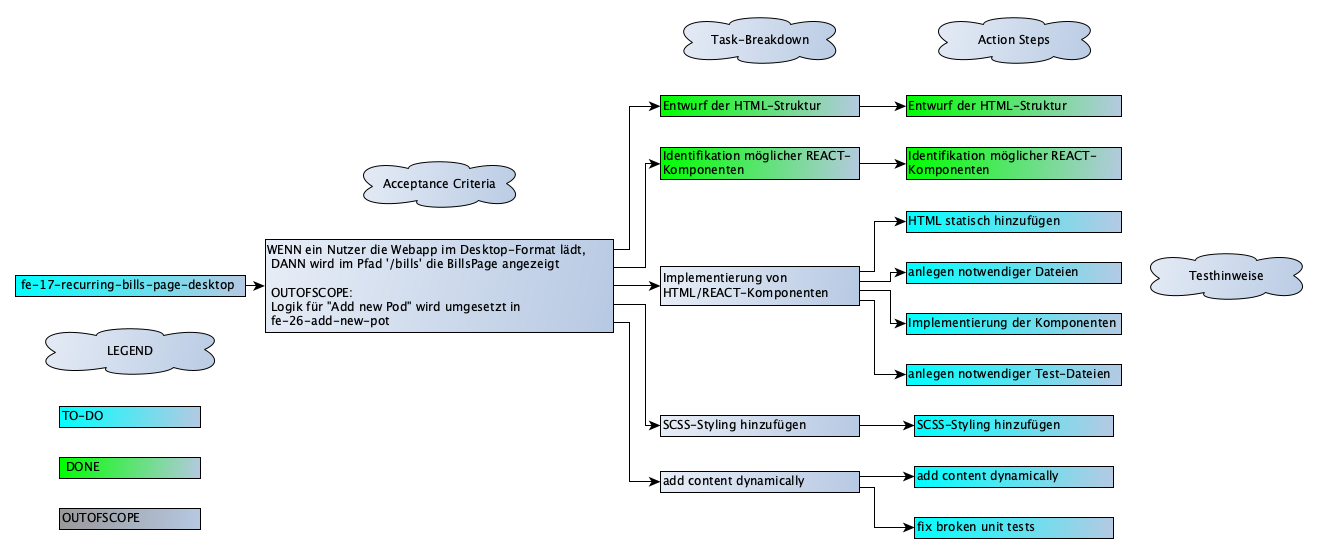 Task-Breakdown
Action Steps
Entwurf der HTML-Struktur
Entwurf der HTML-Struktur
Identifikation möglicher REACT-
Komponenten
Identifikation möglicher REACT-
Komponenten
Acceptance Criteria
HTML statisch hinzufügen
WENN ein Nutzer die Webapp im Desktop-Format lädt,
DANN wird im Pfad '/bills' die BillsPage angezeigt
OUTOFSCOPE:
Logik für "Add new Pod" wird umgesetzt in
fe-26-add-new-pot
fe-17-recurring-bills-page-desktop
Implementierung von
HTML/REACT-Komponenten
anlegen notwendiger Dateien
Testhinweise
Implementierung der Komponenten
LEGEND
anlegen notwendiger Test-Dateien
TO-DO
SCSS-Styling hinzufügen
SCSS-Styling hinzufügen
DONE
add content dynamically
add content dynamically
OUTOFSCOPE
fix broken unit tests